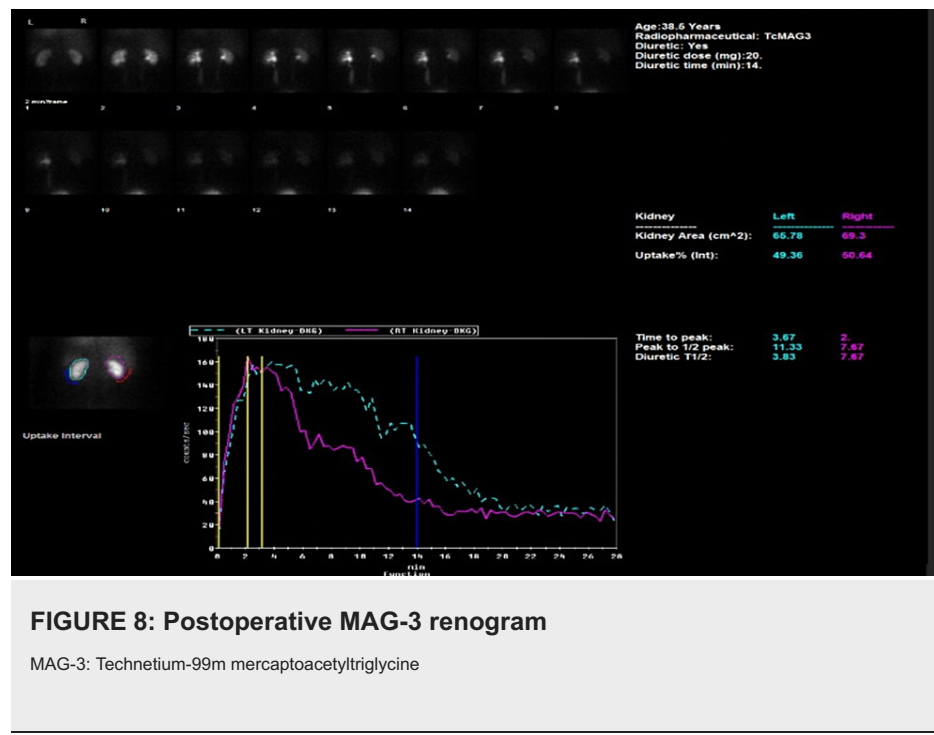 L R
Age:38.5 Years
Radiopharmaceutical: TcMAG3
Diuretic: Yes
Diuretic dose (mg):20.
Diuretic time (min):14.
2 min/frame
1 2 3 4 5 6 7 8
9 10 11 12 13 14
Kidney Left Right
Kidney Area (cm^2): 65.78 69.3
Uptake% (Int): 49.36 50.64
(LT Kidney-BKG) (RT Kidney-BKG)
Time to peak: 3.67 2.
Peak to 1/2 peak: 11.33 7.67
Diuretic T1/2: 3.83 7.67
Uptake Interval
counts/sec
180
160
140
120
100
80
60
40
20
0
0 2 4 6 8 10 12 14 16 18 20 22 24 26 28
min
Function
FIGURE 8: Postoperative MAG-3 renogram
MAG-3: Technetium-99m mercaptoacetyltriglycine